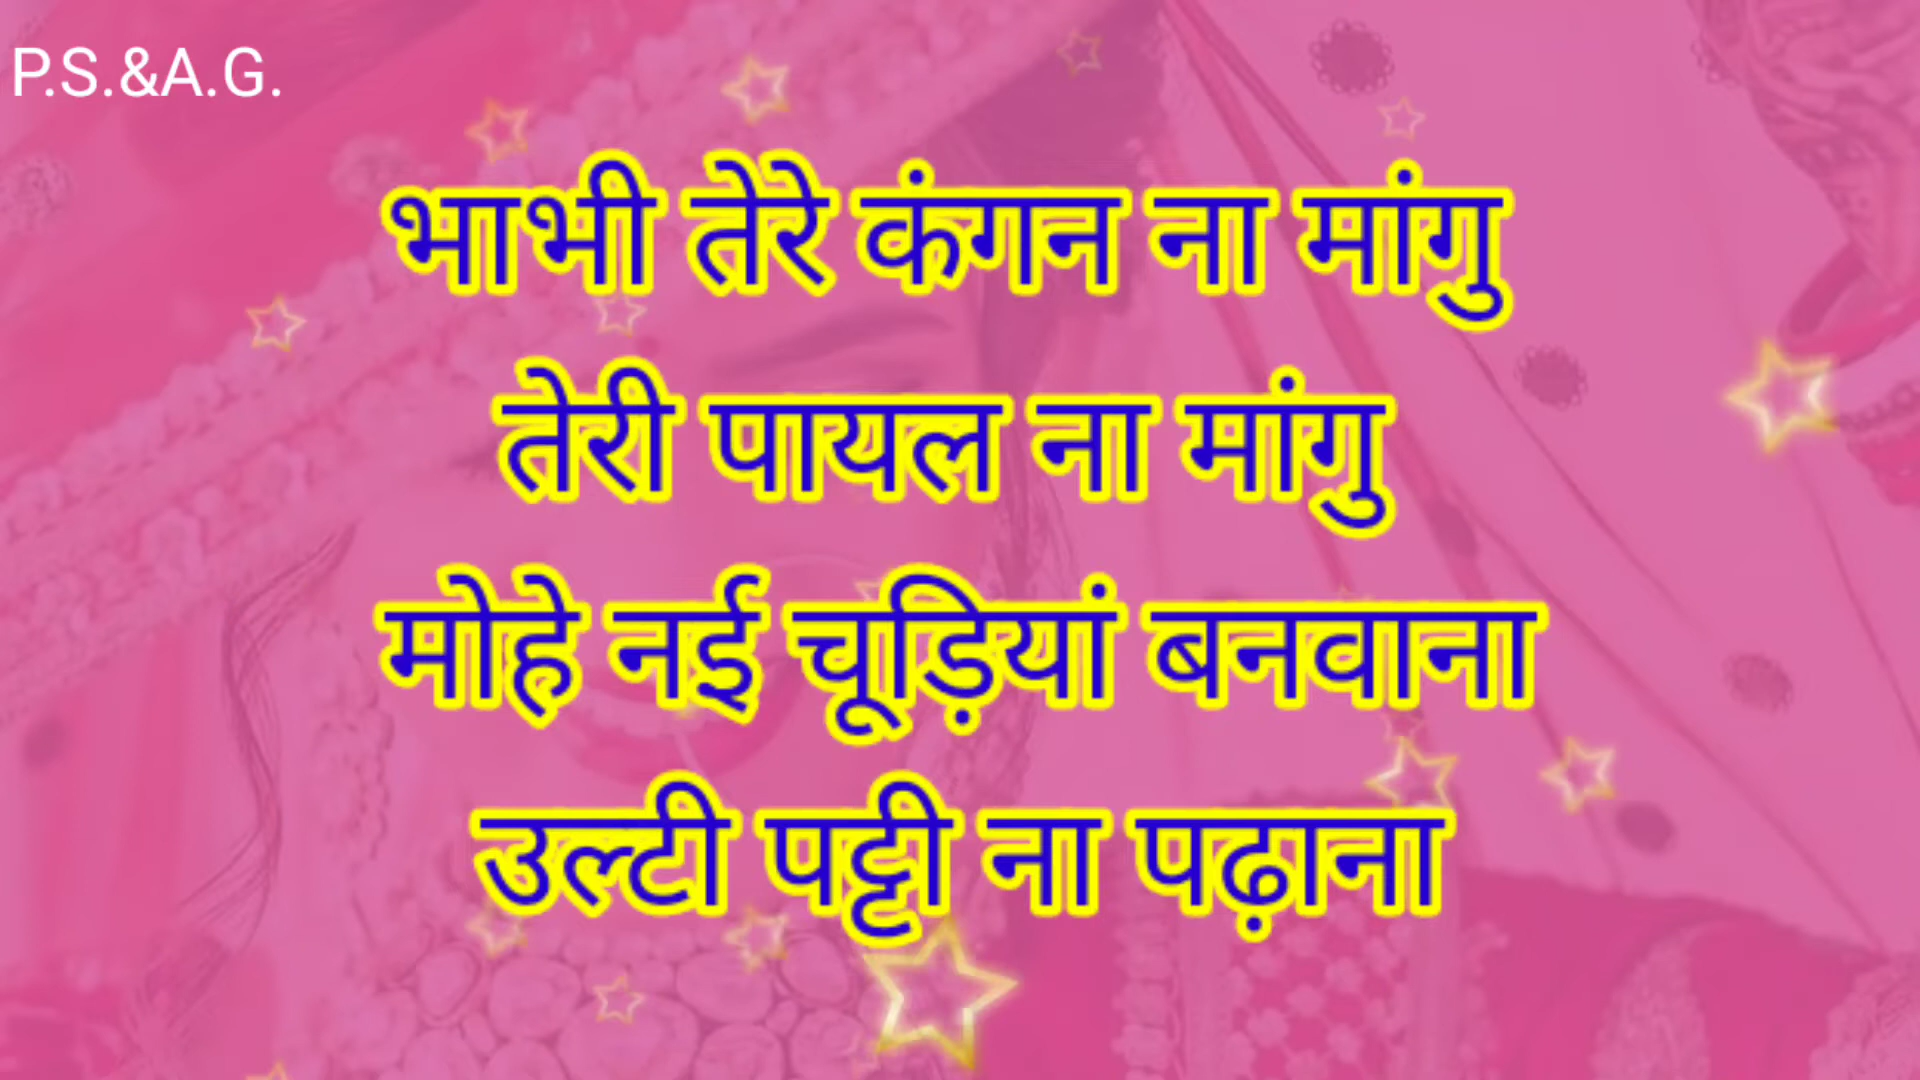 P.S.&A.G.
भाभी तेरे कंगन ना मांगु
तेरी पायल ना मांगु
मोहे नई चूड़ियां बनवाना
उल्टी पट्टी ना पढ़ाना